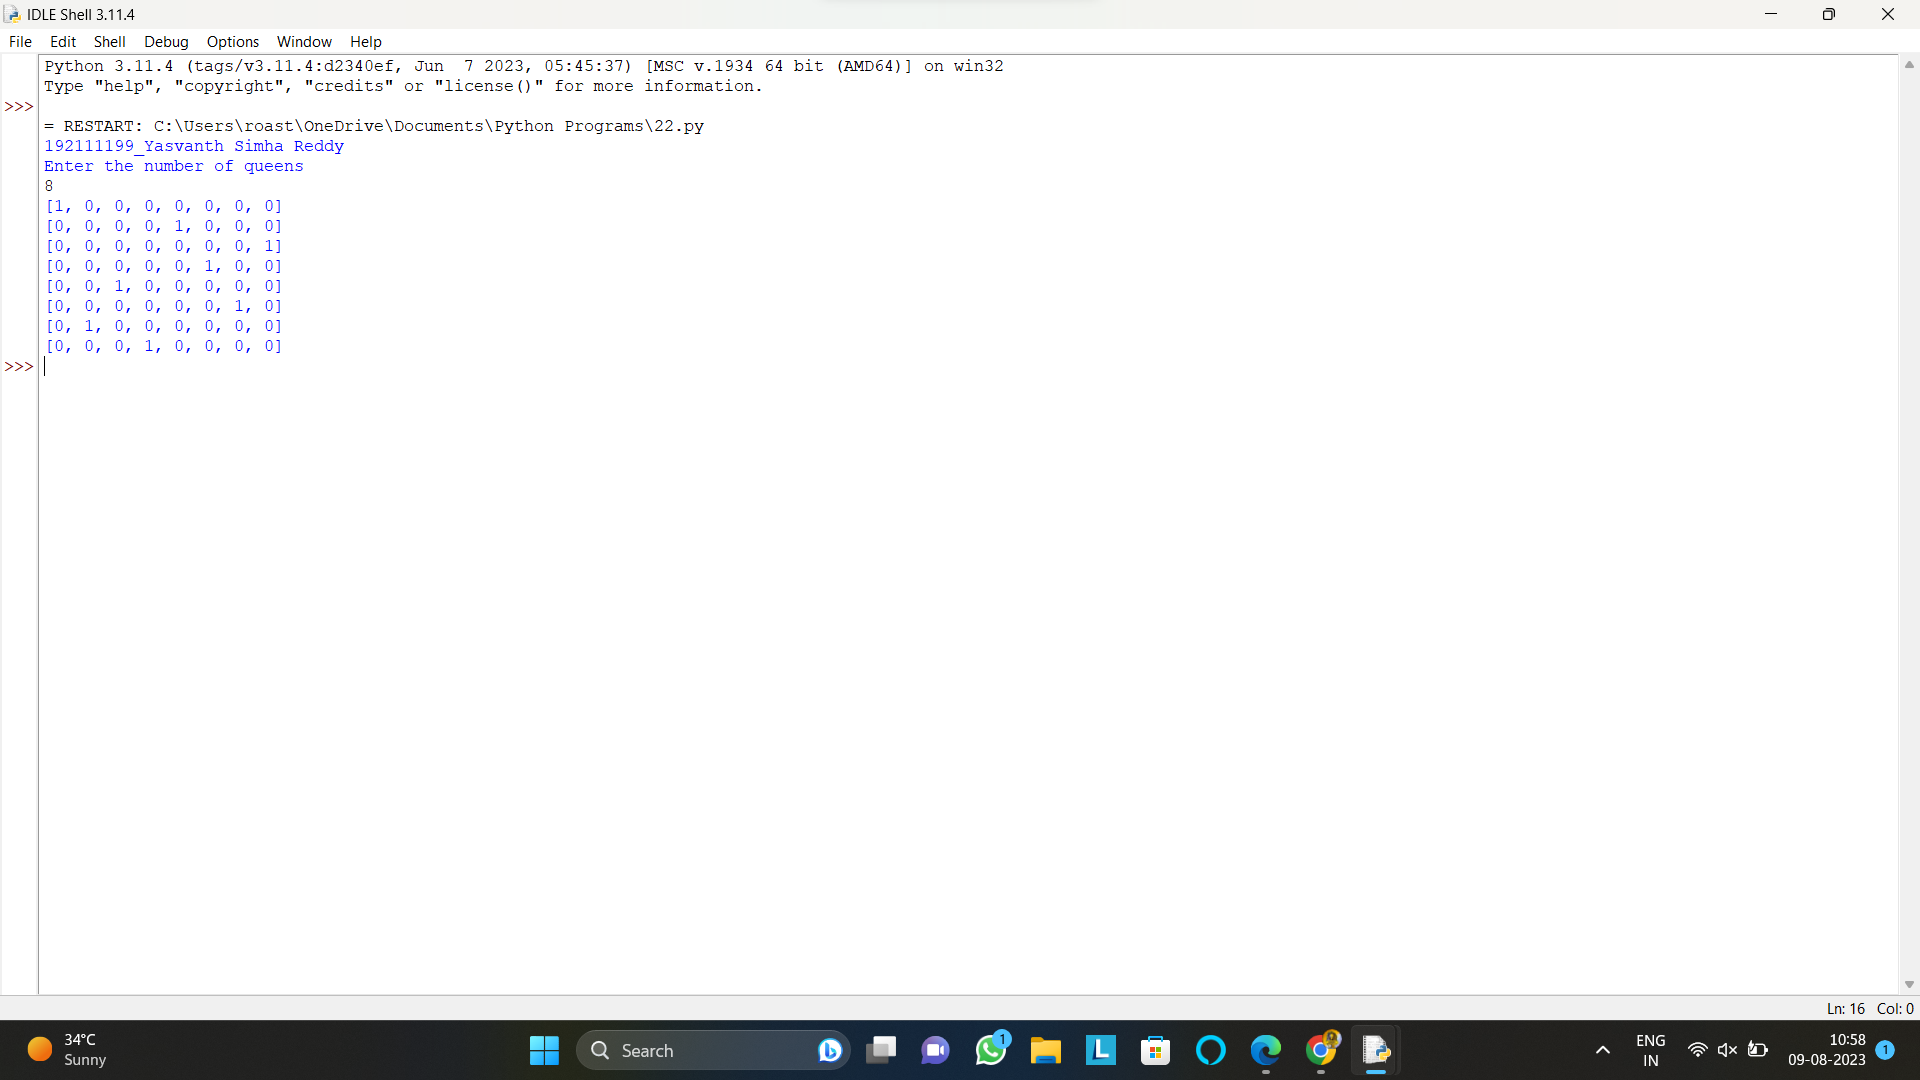 IDLE Shell 3.11.4
File Edit Shell Debug Options Window Help
Python 3.11.4 (tags/v3.11.4:d2340ef, Jun  7 2023, 05:45:37) [MSC v.1934 64 bit (AMD64)] on win32
Type "help", "copyright", "credits" or "license()" for more information.
>>>
= RESTART: C:\Users\roast\OneDrive\Documents\Python Programs\22.py
192111199_Yasvanth Simha Reddy
Enter the number of queens
8
[1, 0, 0, 0, 0, 0, 0, 0]
[0, 0, 0, 0, 1, 0, 0, 0]
[0, 0, 0, 0, 0, 0, 0, 1]
[0, 0, 0, 0, 0, 1, 0, 0]
[0, 0, 1, 0, 0, 0, 0, 0]
[0, 0, 0, 0, 0, 0, 1, 0]
[0, 1, 0, 0, 0, 0, 0, 0]
[0, 0, 0, 1, 0, 0, 0, 0]
>>>
Ln: 16 Col: 0
34°C
Sunny
Search
1
L
ENG
IN
10:58
09-08-2023
1